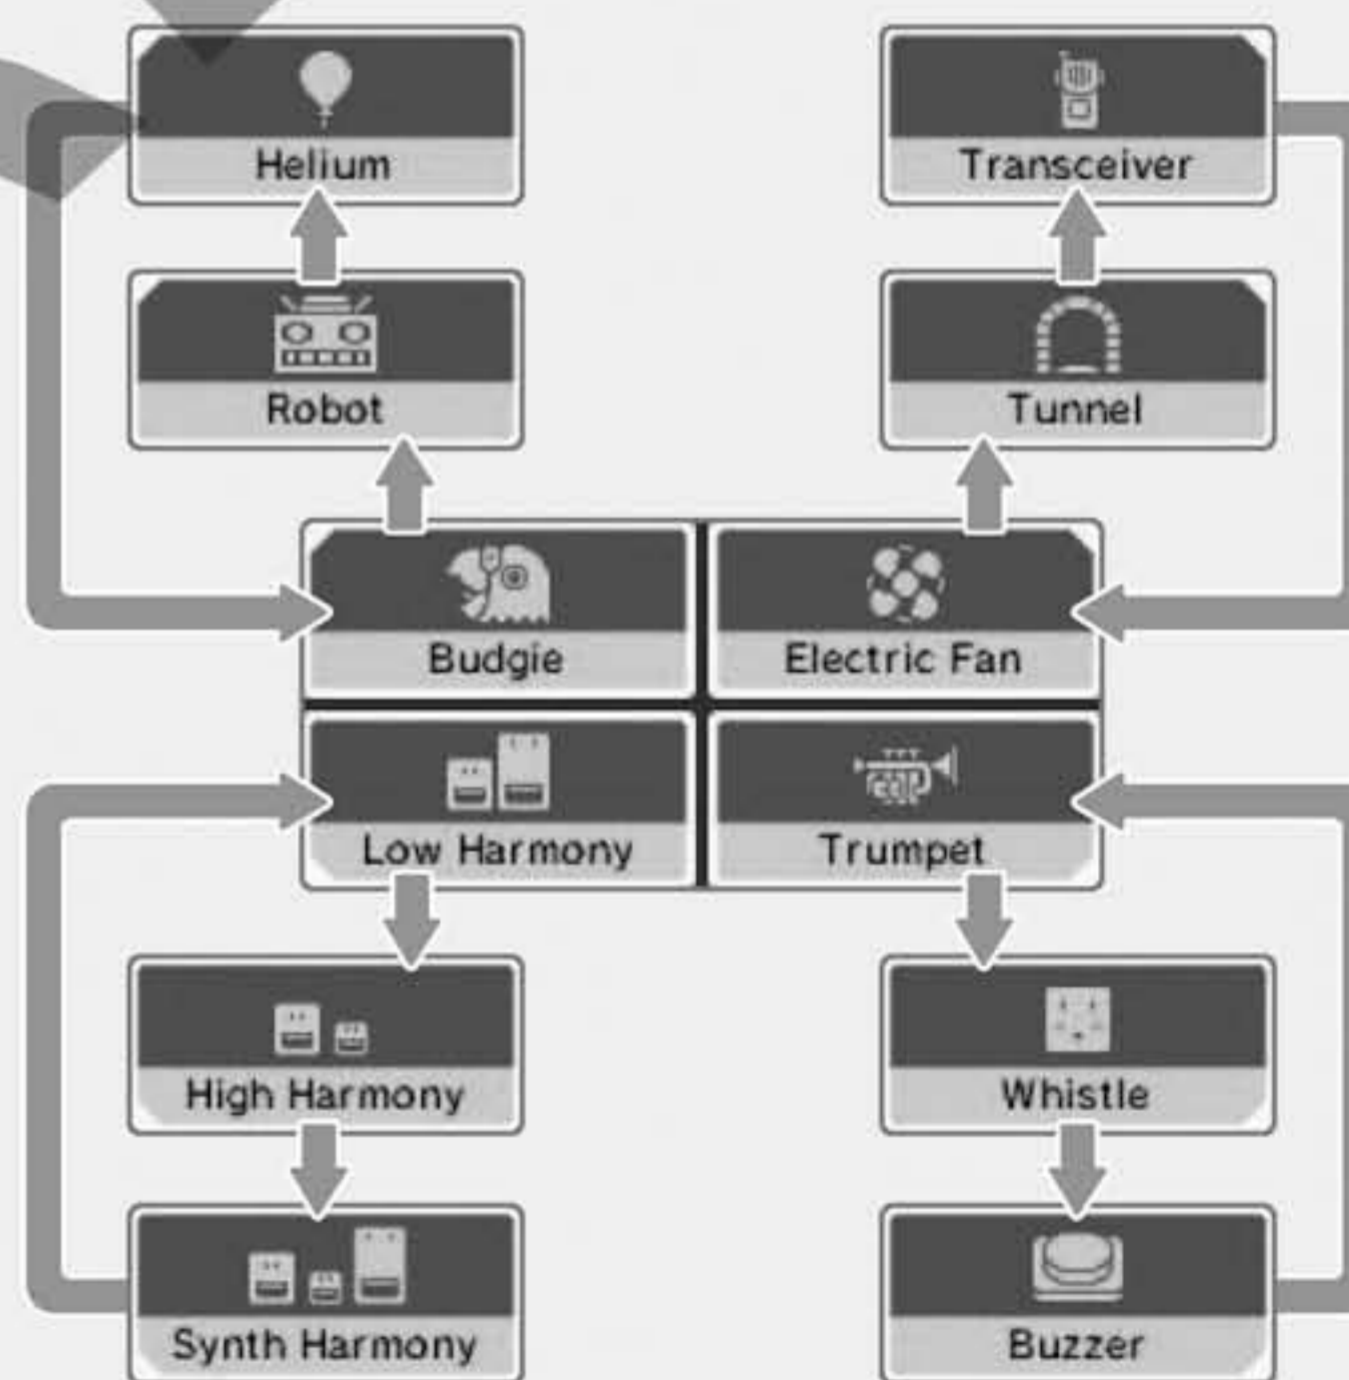 Helium
Transceiver
Robot
Tunnel
Budgie
Electric Fan
Low Harmony
Trumpet
High Harmony
Whistle
Synth Harmony
Buzzer